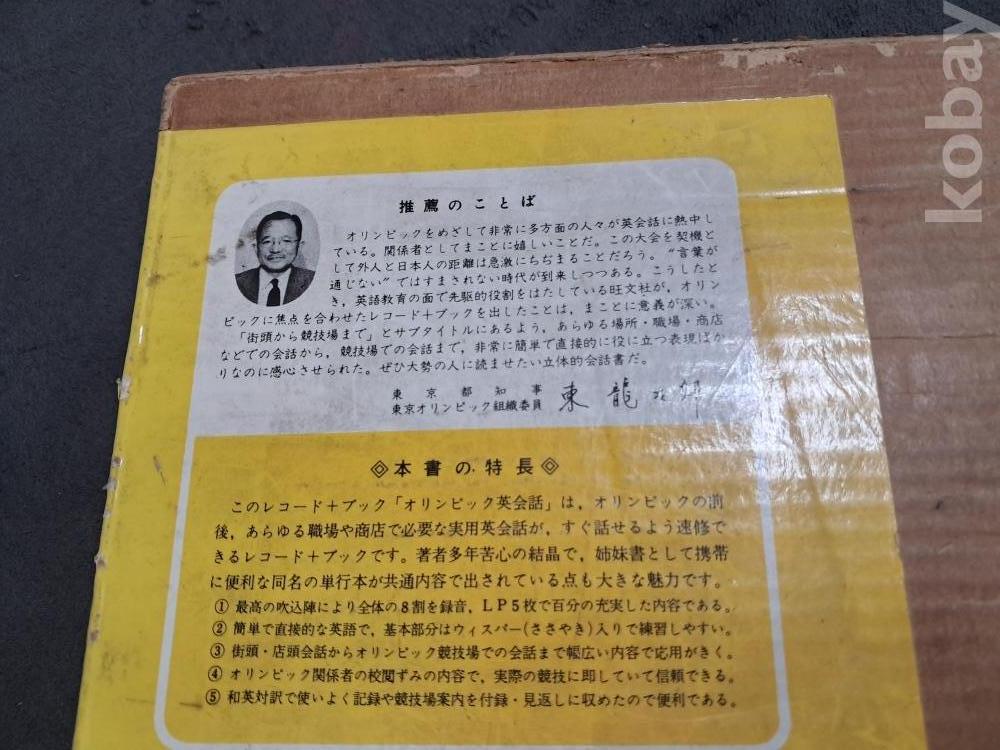 推薦のことば
オリンピックをめざして非常に多方面の人々が英会話に熱中し
ている。関係者としてまことに嬉しいことだ。この大会を契機と
して外人と日本人の距離は急激にちぢまることだろう。“言葉が
通じない”ではすまされない時代が到来しつつある。こうしたと
き，英語教育の面で先駆的役割をはたしている旺文社が，オリン
ピックに焦点を合わせたレコード+ブックを出したことは，まことに意義が深い。
「街頭から競技場まで」とサブタイトルにあるよう，あらゆる場所・職場・商店
などでの会話から，競技場での会話まで，非常に簡単で直接的に役に立つ表現ばか
りなのに感心させられた。ぜひ大勢の人に読ませたい立体的会話書だ。
東京都知事
東京オリンピック組織委員 東 龍
◎本書の特長◎
このレコード+ブック「オリンピック英会話」は，オリンピックの前
後，あらゆる職場や商店で必要な実用英会話が，すぐ話せるよう速修で
きるレコード+ブックです。著者多年苦心の結晶で，姉妹書として携帯
に便利な同名の単行本が共通内容で出されている点も大きな魅力です。
① 最高の吹込陣により全体の8割を録音，LP5枚で百分の充実した内容である。
② 簡単で直接的な英語で，基本部分はウィスパー(ささやき)入りで練習しやすい。
③ 街頭・店頭会話からオリンピック競技場での会話まで幅広い内容で応用がきく。
④ オリンピック関係者の校閲ずみの内容で，実際の競技に即していて信頼できる。
⑤ 和英対訳で使いよく記録や競技場案内を付録・見返しに収めたので便利である。
kobay